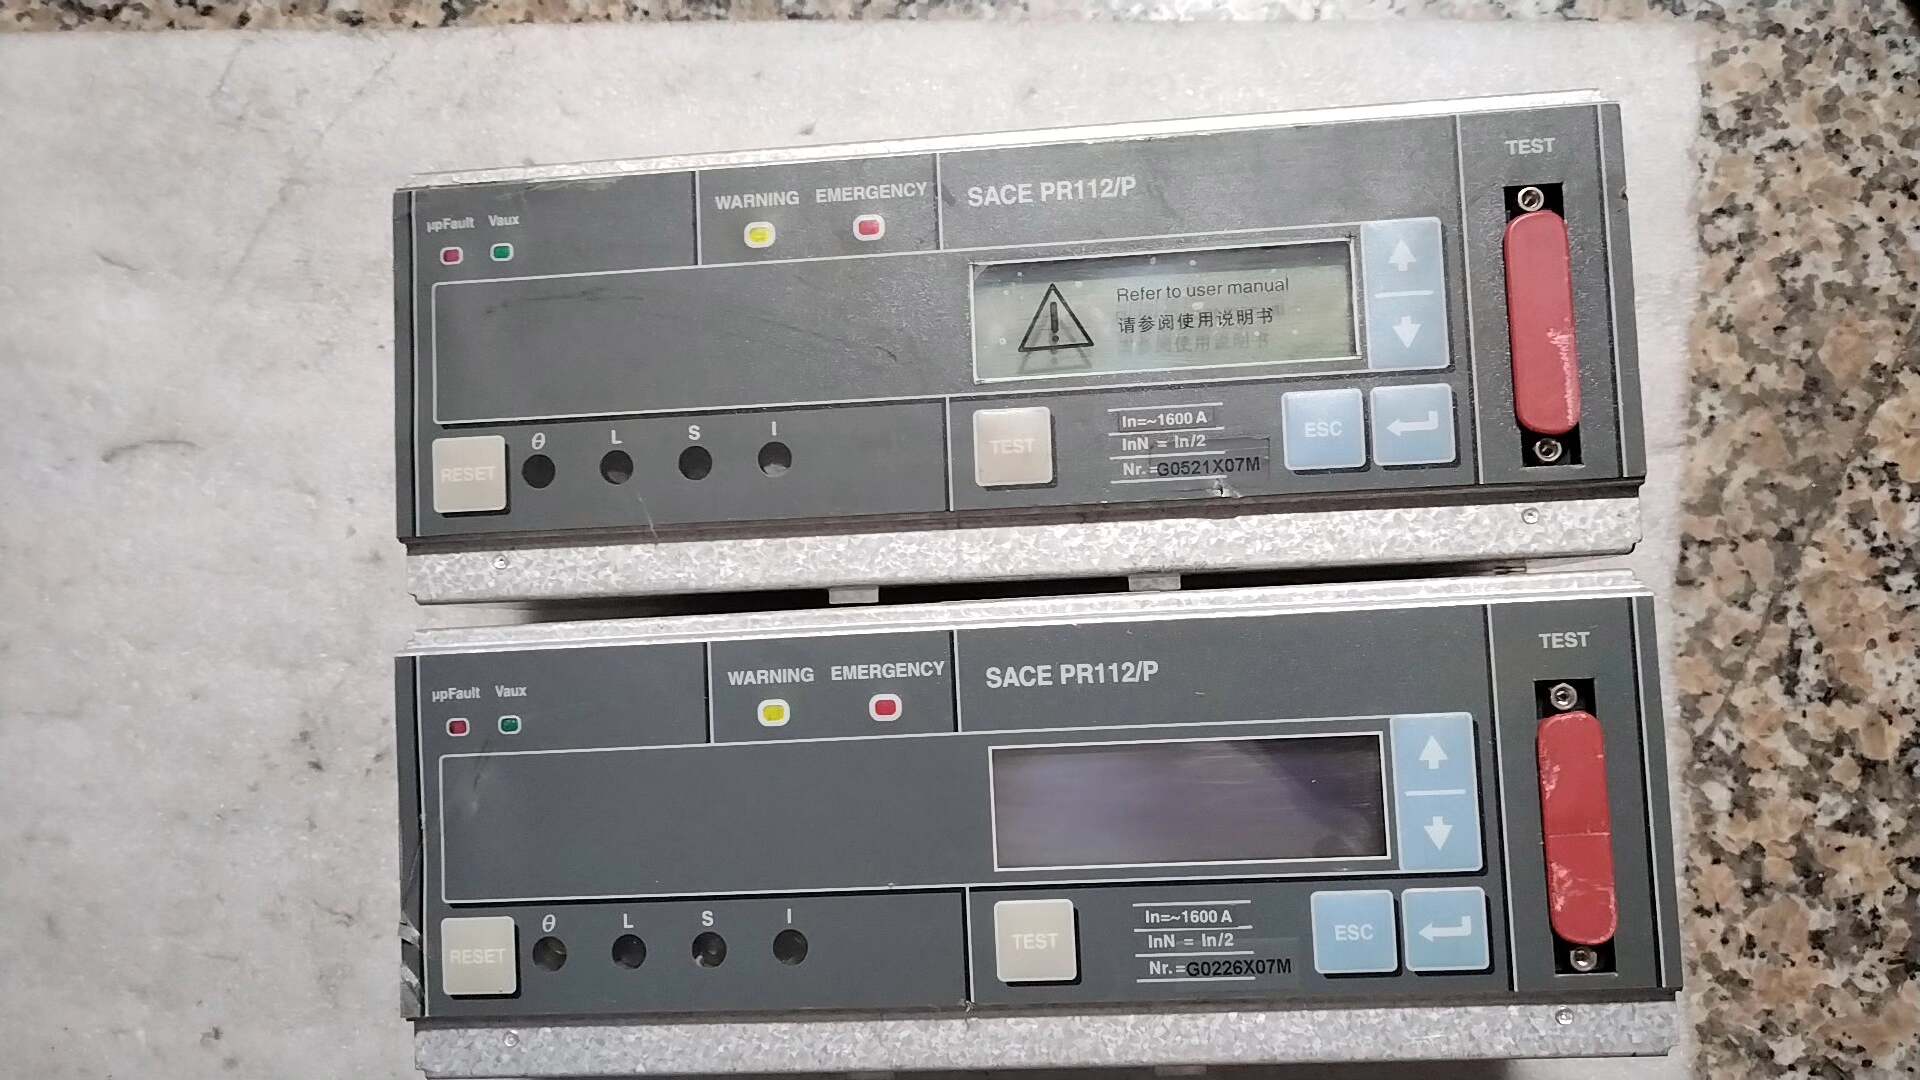 µpFault Vaux
WARNING EMERGENCY
SACE PR112/P
TEST
Refer to user manual
请参阅使用说明书
RESET
θ L S I
TEST
In=~1600 A
InN = In/2
Nr.=G0521X07M
ESC
µpFault Vaux
WARNING EMERGENCY
SACE PR112/P
TEST
RESET
θ L S I
TEST
In=~1600 A
InN = In/2
Nr.=G0226X07M
ESC